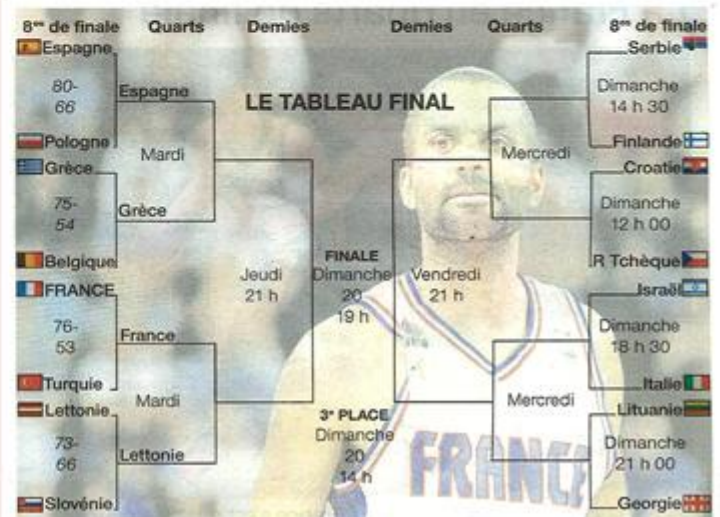 8es de finale Quarts Demies Demies Quarts 8es de finale
Espagne
80-
66
Pologne
Espagne
Mardi
Grèce
75-
54
Belgique
Grèce
FRANCE
76-
53
Turquie
France
Mardi
Lettonie
73-
66
Slovénie
Lettonie
LE TABLEAU FINAL
Jeudi
21 h
FINALE
Dimanche
20
19 h
3e PLACE
Dimanche
20
14 h
Vendredi
21 h
Mercredi
Mercredi
Serbie
Dimanche
14 h 30
Finlande
Croatie
Dimanche
12 h 00
R Tchèque
Israël
Dimanche
18 h 30
Italie
Lituanie
Dimanche
21 h 00
Georgie
FRANCE